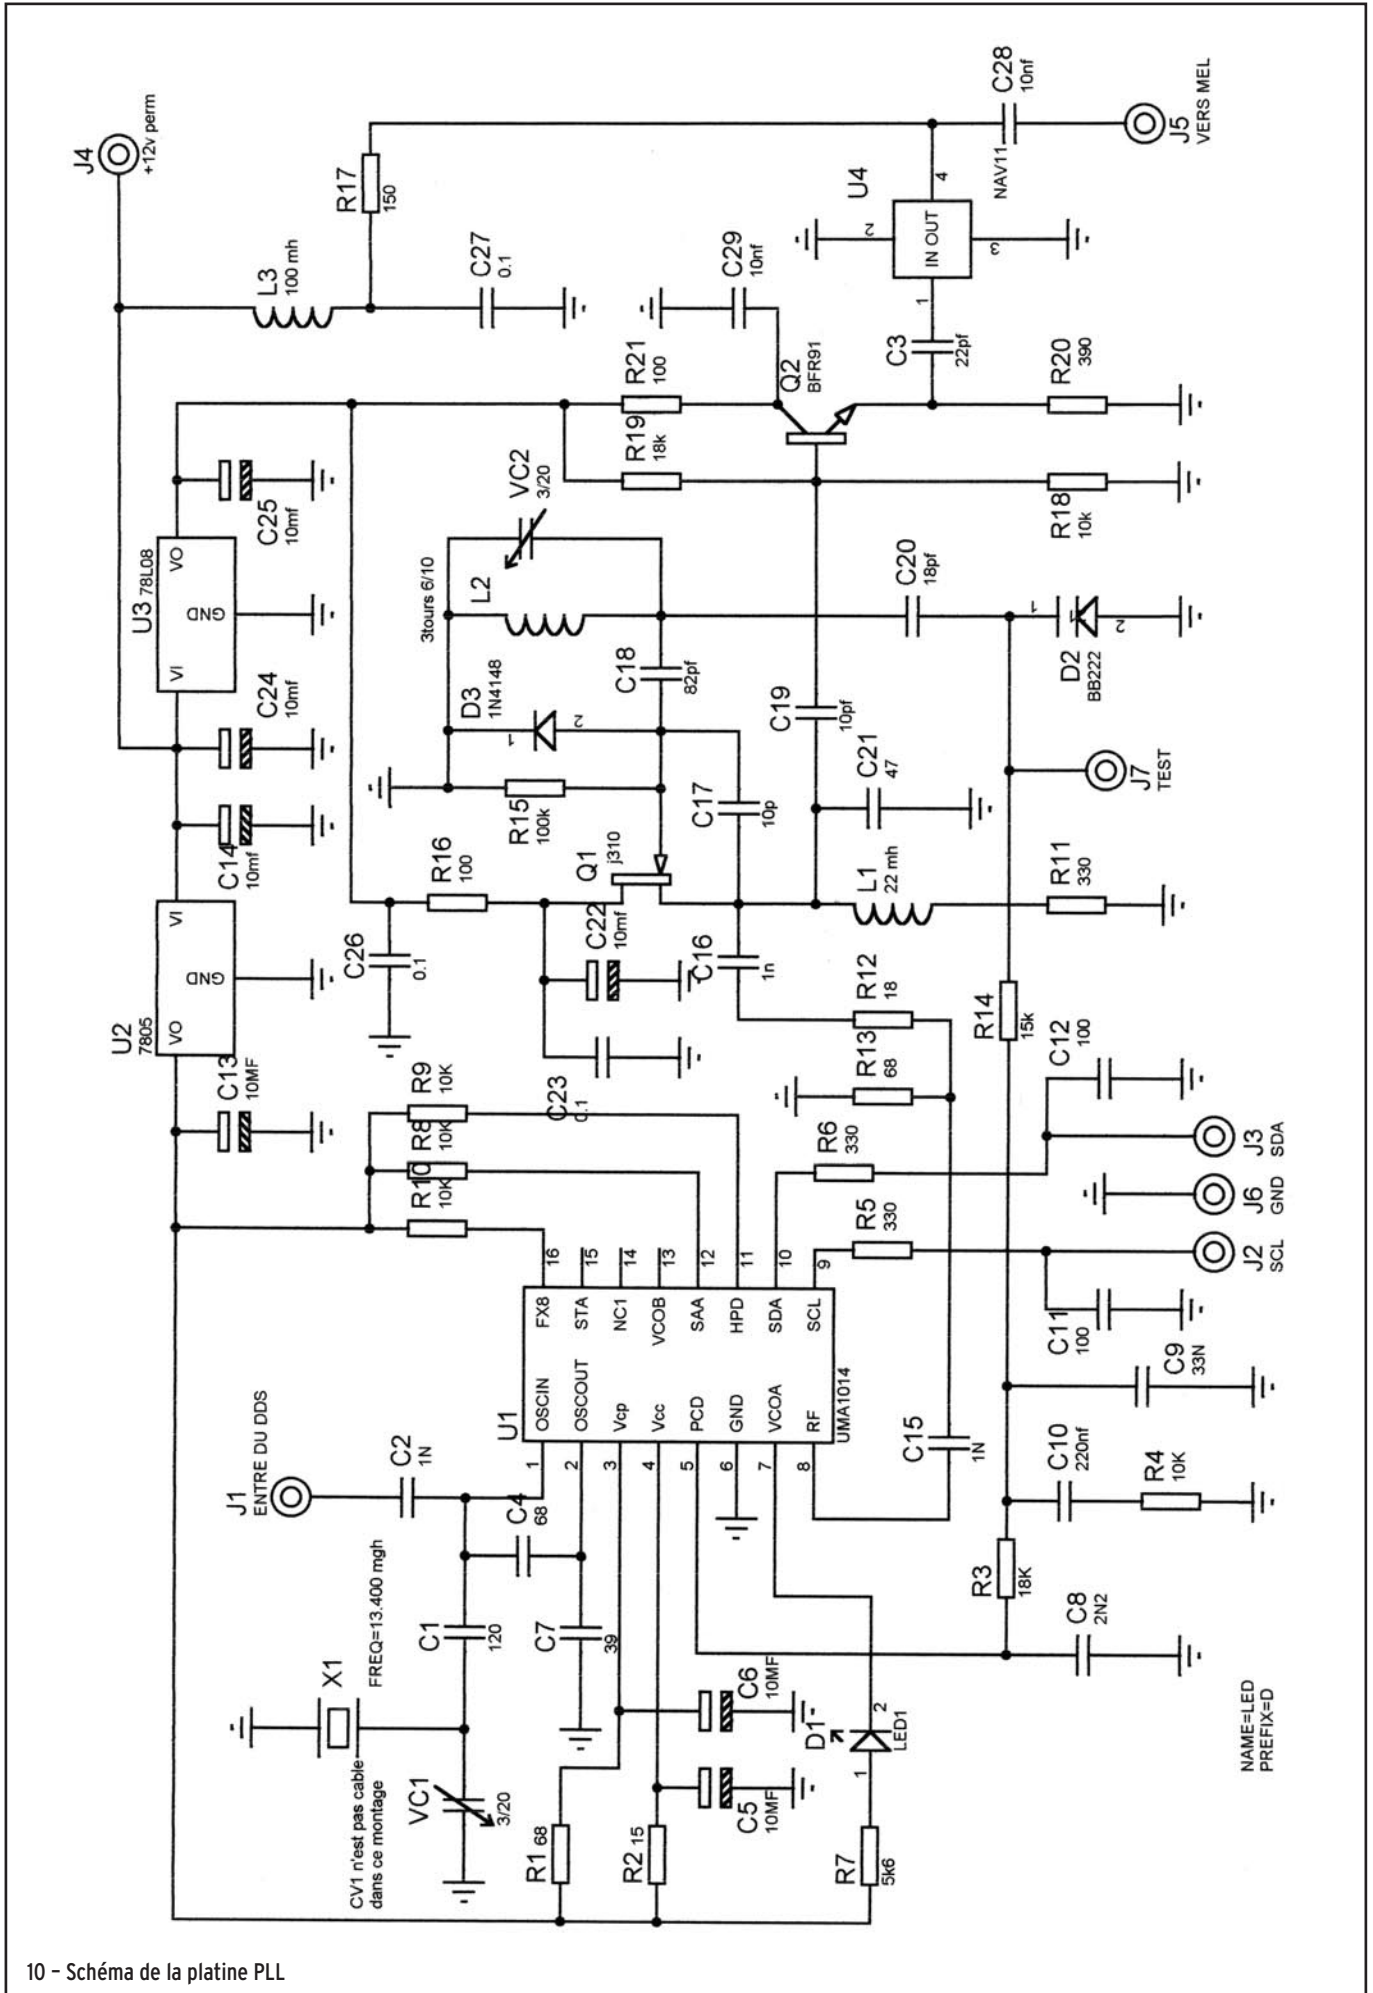 J4
+12v perm
R17
150
L3
100 mh
C27
0.1
C28
10nf
NAV11
J5
VERS MEL
U4
IN OUT
1
2
3
4
C29
10nf
C3
22pf
R20
390
Q2
BFR91
R21
100
R19
18k
R18
10k
U3 78L08
VI
GND
VO
C25
10mf
C24
10mf
C14
10mf
U2
7805
VO
GND
VI
C13
10MF
VC2
3/20
3tours 6/10
L2
D3
1N4148
1
2
C18
82pf
R15
100k
C20
18pf
D2
BB222
1
1
2
C19
10pf
C21
47
J7
TEST
C17
10p
Q1
j310
R16
100
C22
10mf
C26
0.1
C23
0.1
C16
1n
L1
22 mh
R11
330
R12
18
R13
68
R14
15k
C12
100
R9
10K
R8
10K
R10
10K
R6
330
R5
330
J3
SDA
J6
GND
J2
SCL
C11
100
C9
33N
C10
220nf
R4
10K
C15
1N
U1
UMA1014
OSCIN
OSCOUT
Vcp
Vcc
PCD
GND
VCOA
RF
FX8
STA
NC1
VCOB
SAA
HPD
SDA
SCL
1
2
3
4
5
6
7
8
16
15
14
13
12
11
10
9
J1
ENTRE DU DDS
C2
1N
C4
68
C1
120
C7
39
X1
FREQ=13.400 mgh
CV1 n'est pas cable
dans ce montage
VC1
3/20
R1 68
R2 15
C6
10MF
C5
10MF
D1
LED1
1
2
R7
5k6
R3
18K
C8
2N2
NAME=LED
PREFIX=D
10 – Schéma de la platine PLL